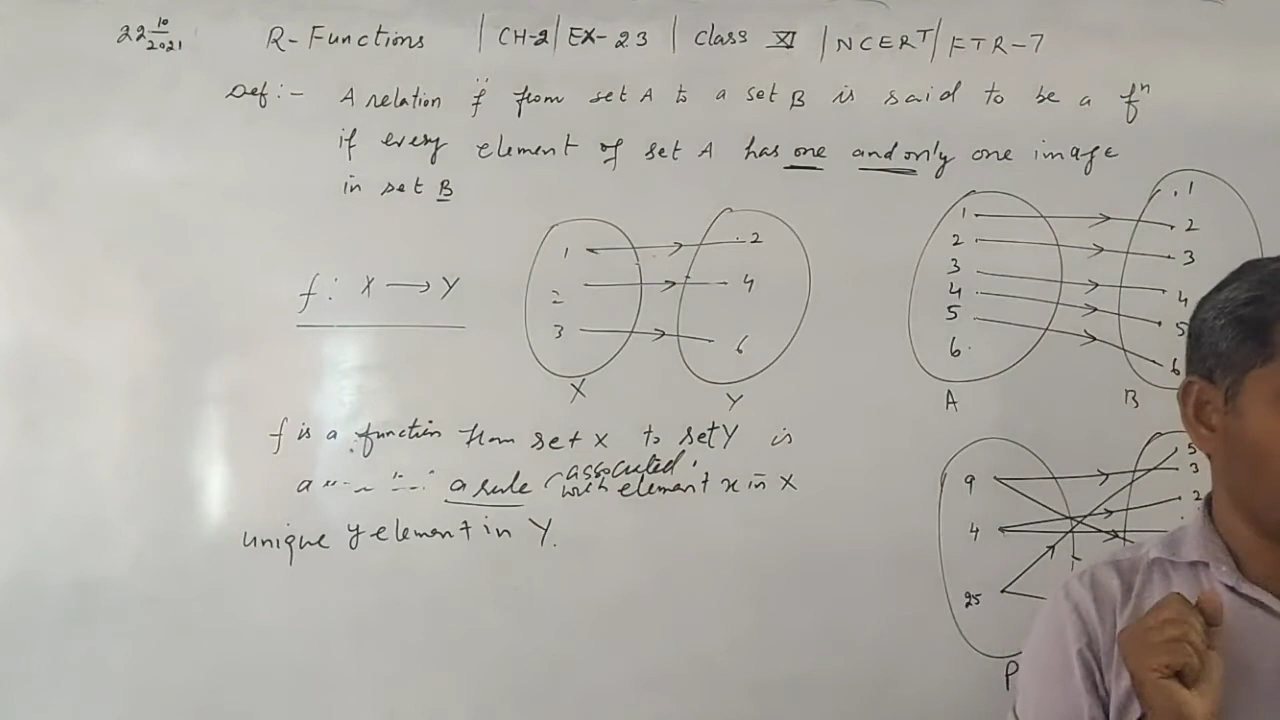 22 10/2021 R-Functions | CH-2 | EX-2.3 | Class XI | NCERT | FTR-7
Def:- A relation f from set A to a set B is said to be a fⁿ
if every element of set A has one and only one image
in set B
f: X → Y
1 2
2 4
3 6
X Y
1 1
2 2
3 3
4 4
5 5
6 6
A B
f is a function from set X to set Y is
a a rule associated with element x in X
unique y element in Y.
9 5
4 3
25 2
P